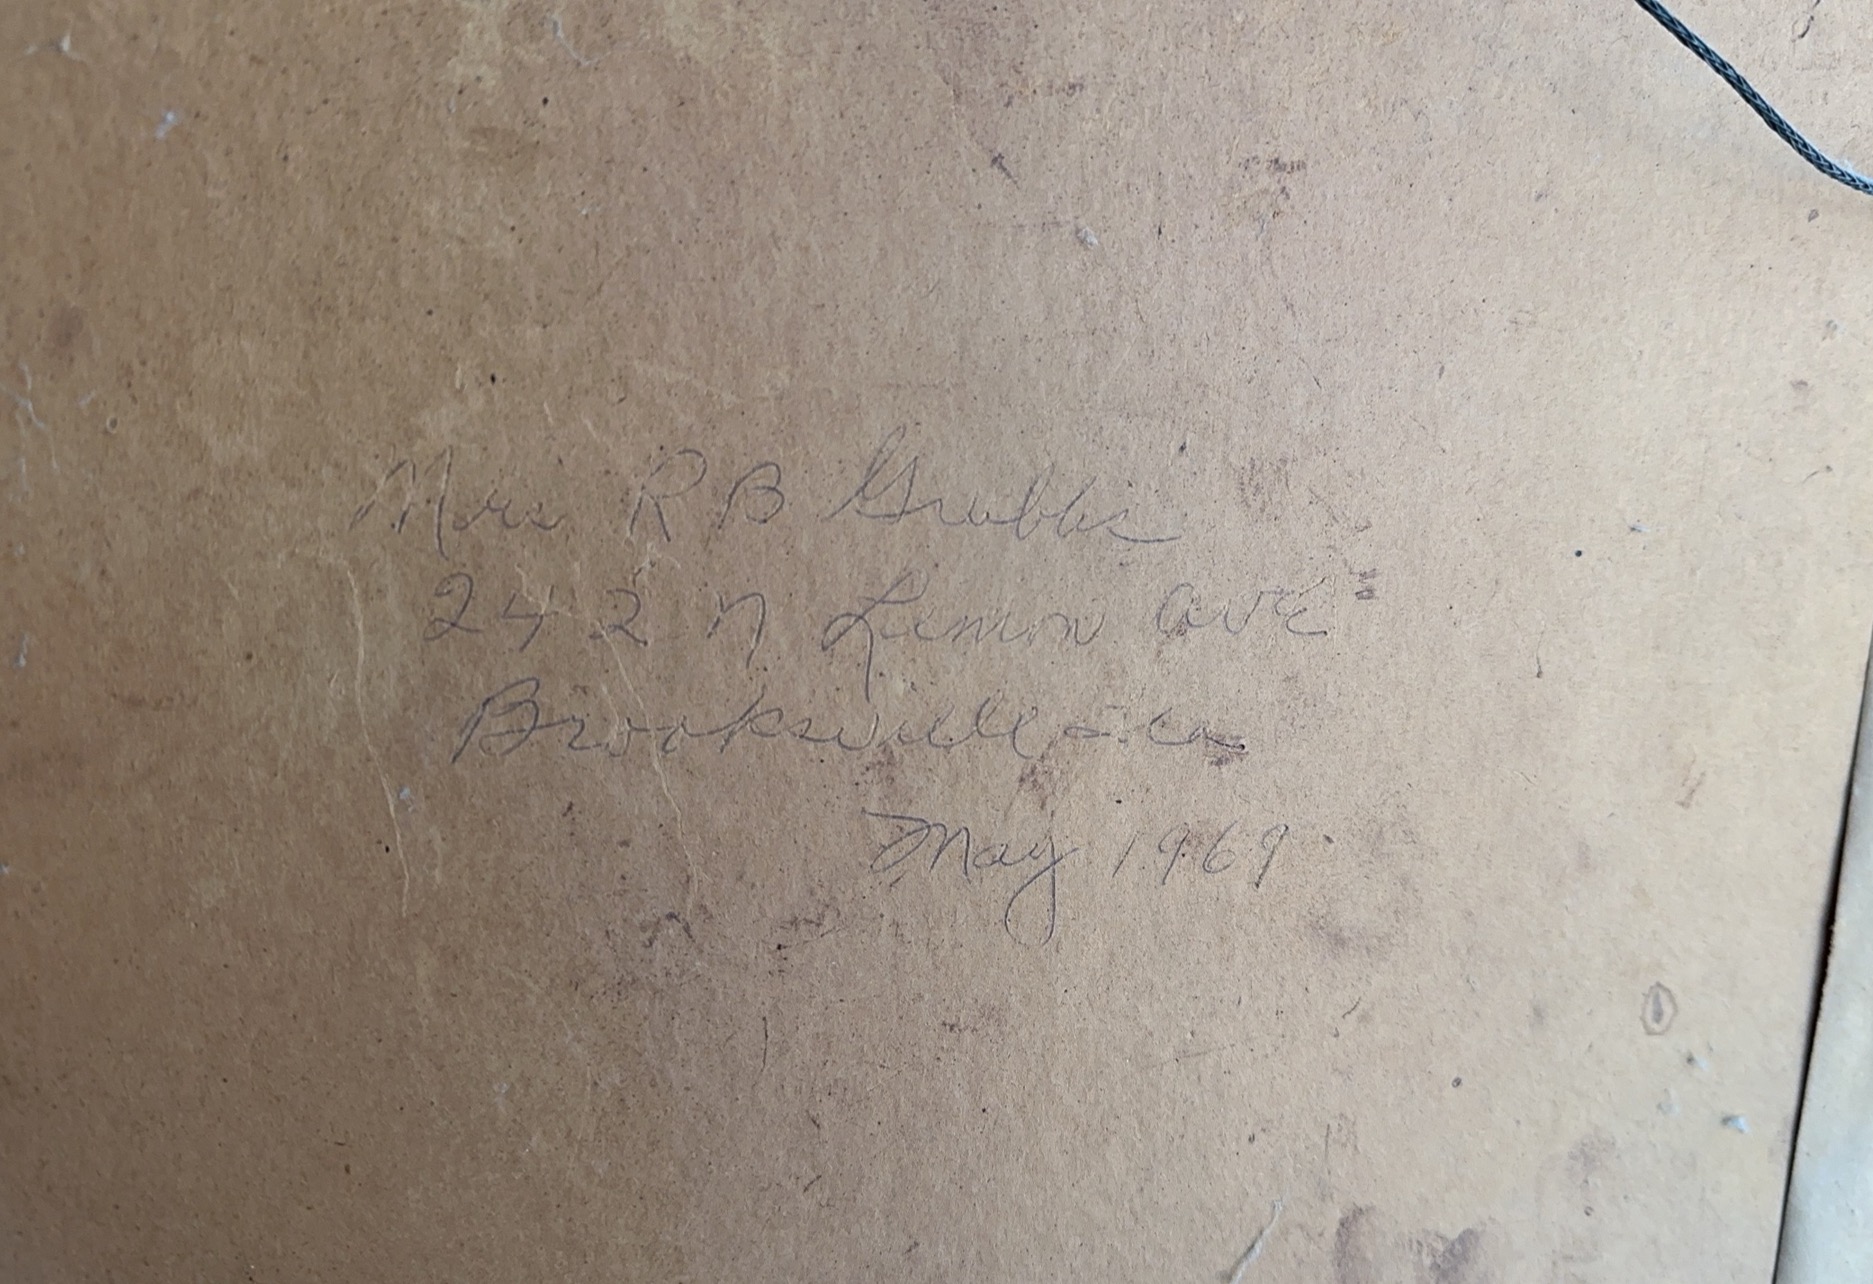 Mrs R B Grubbs
242 N Lemon Ave
Brooksville Fla
May 1969